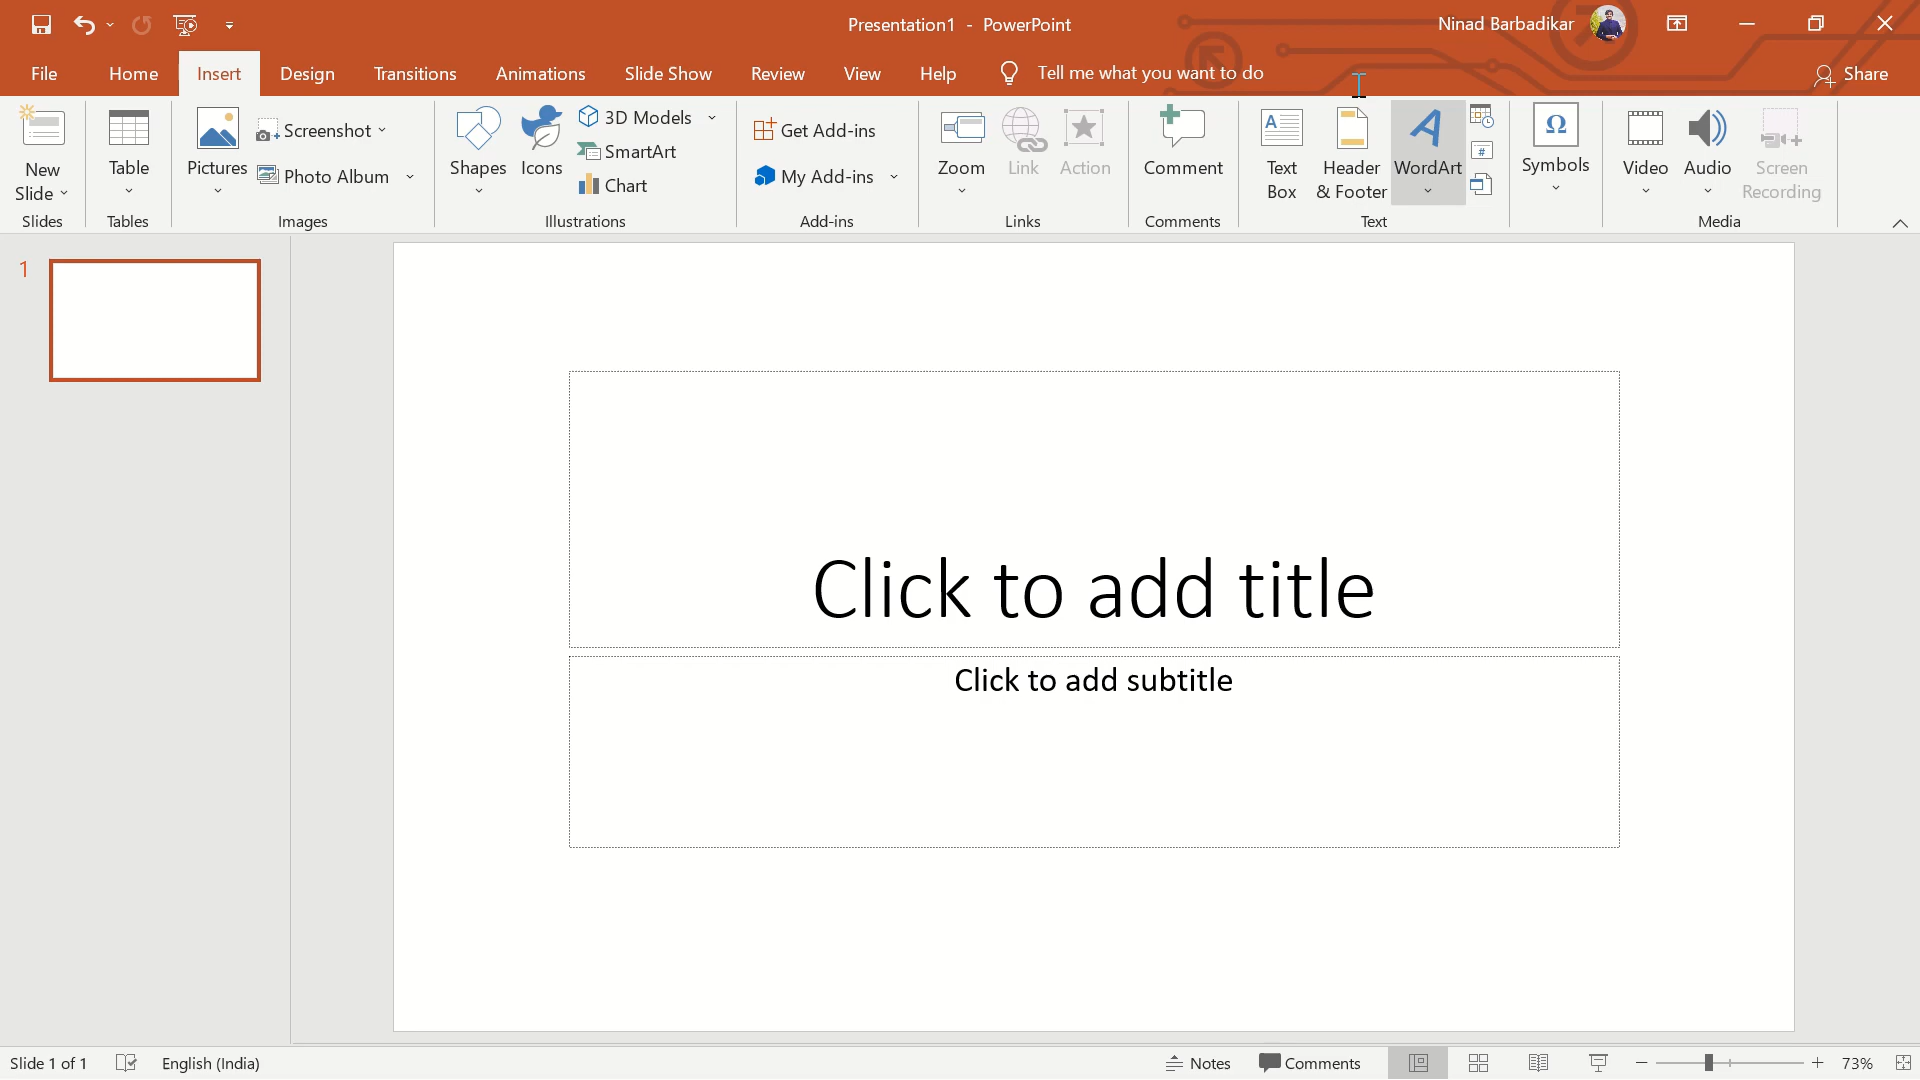 Presentation1 - PowerPoint
Ninad Barbadikar
File Home Insert Design Transitions Animations Slide Show Review View Help Tell me what you want to do Share
New Slide
Table
Pictures
Screenshot
Photo Album
Shapes
Icons
3D Models
SmartArt
Chart
Get Add-ins
My Add-ins
Zoom
Link
Action
Comment
A
Text Box
Header & Footer
A
WordArt
#
Ω
Symbols
Video
Audio
Screen Recording
Slides Tables Images Illustrations Add-ins Links Comments Text Media
1
Click to add title
Click to add subtitle
Slide 1 of 1 English (India) Notes Comments 73%